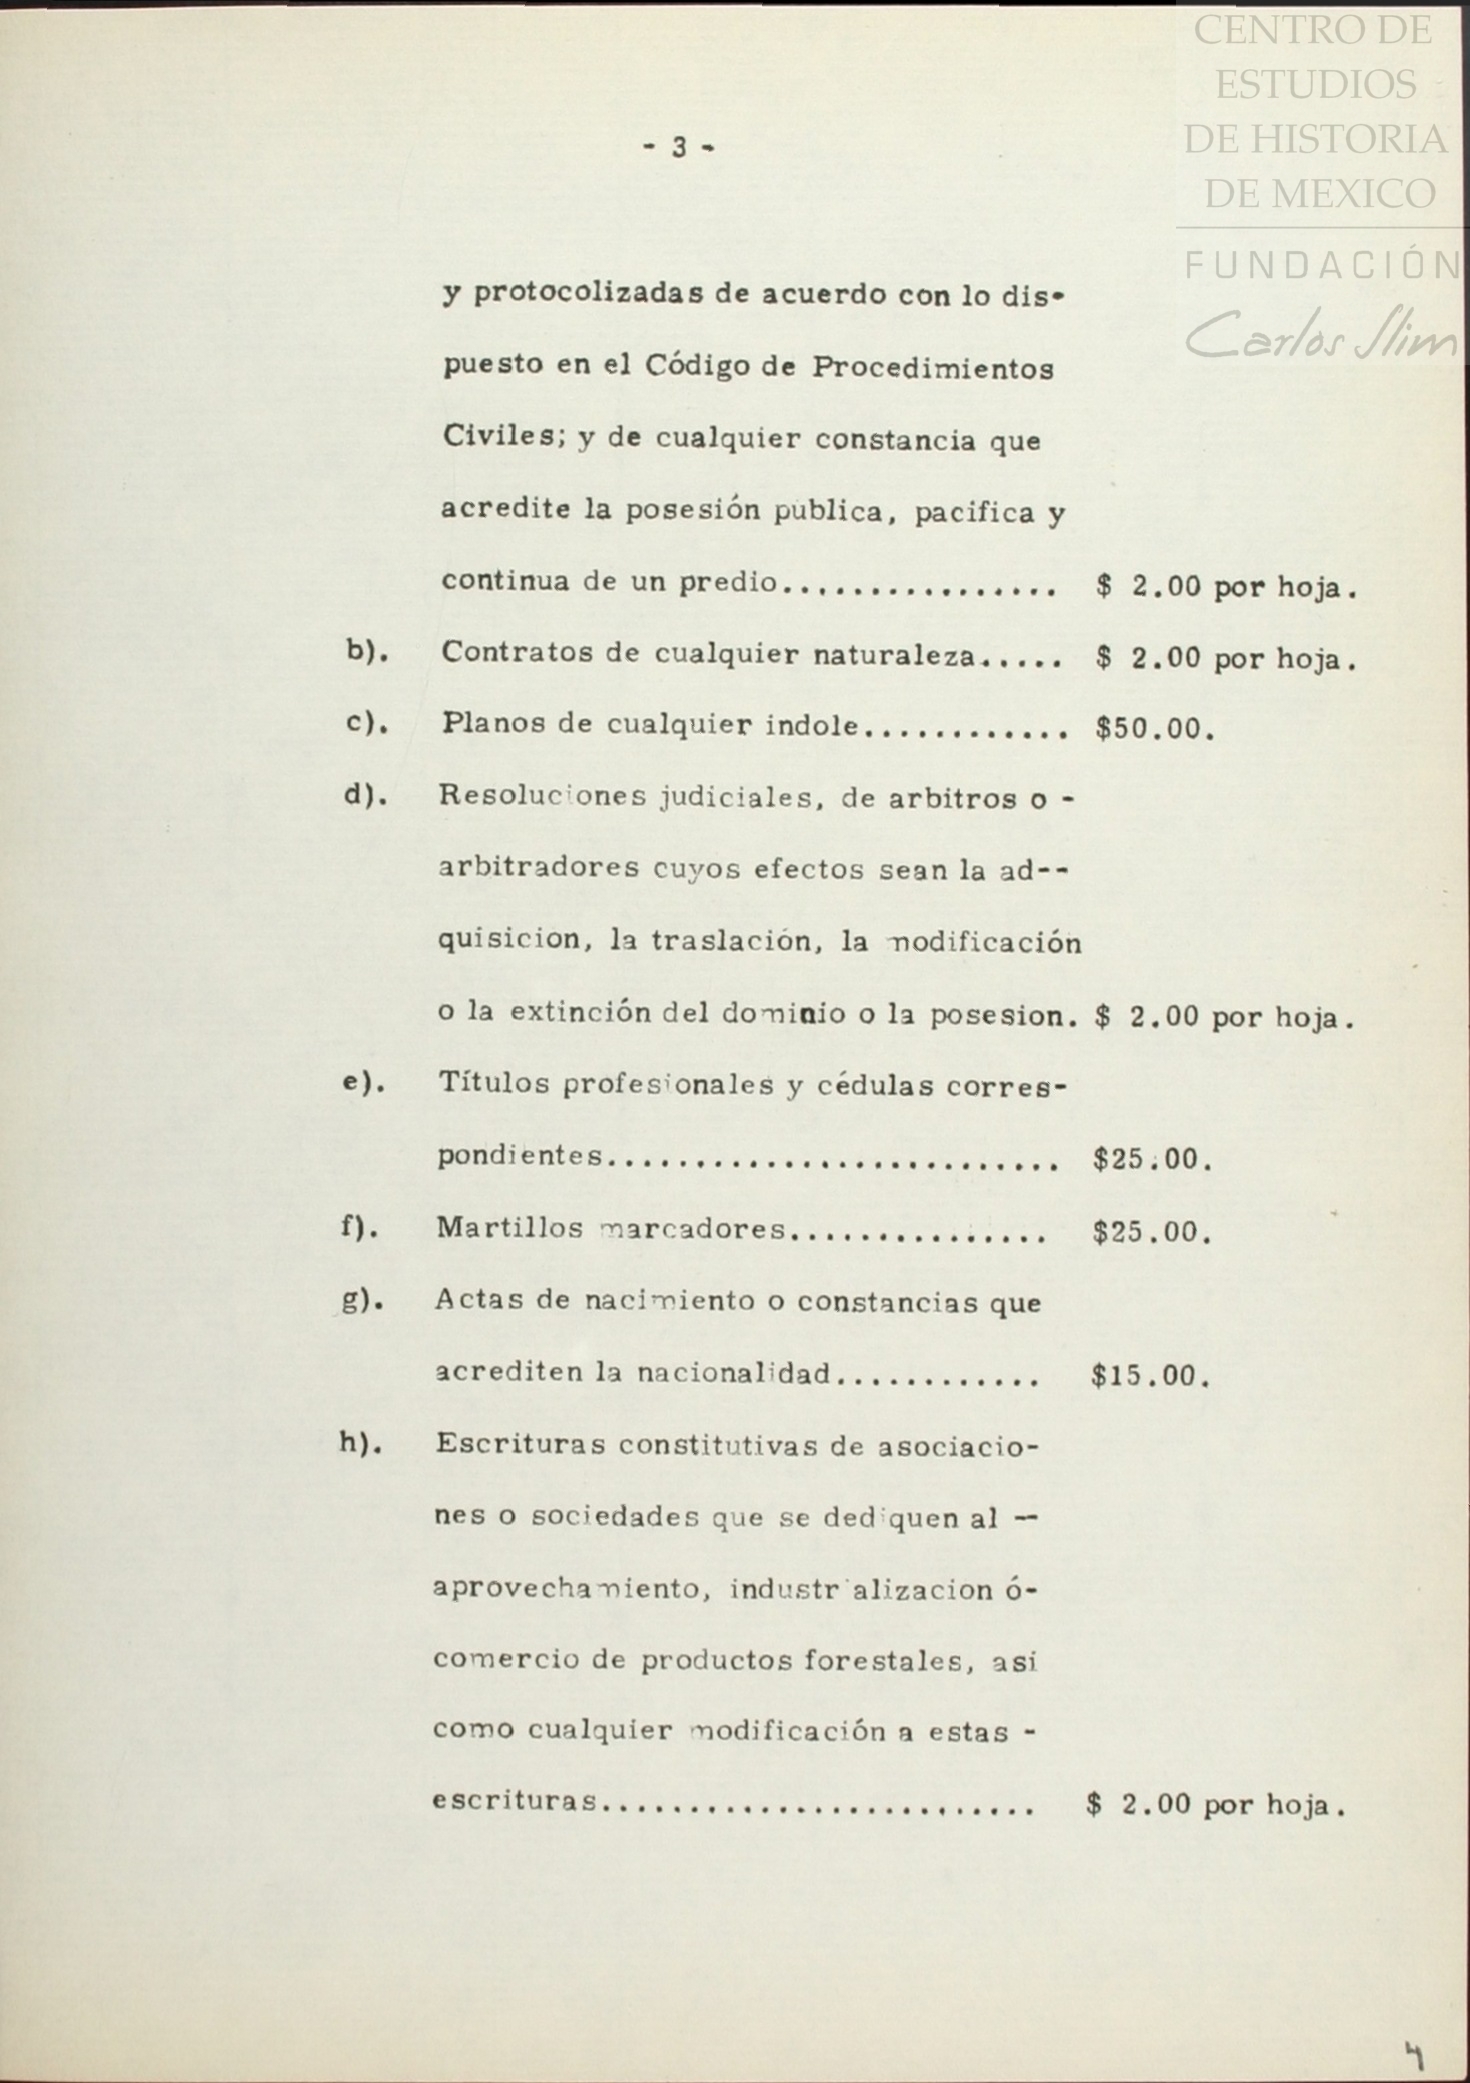 CENTRO DE
ESTUDIOS
DE HISTORIA
DE MEXICO
FUNDACIÓN
Carlos Slim
- 3 -
y protocolizadas de acuerdo con lo dis-
puesto en el Código de Procedimientos
Civiles; y de cualquier constancia que
acredite la posesión publica, pacifica y
continua de un predio................ $ 2.00 por hoja.
b). Contratos de cualquier naturaleza..... $ 2.00 por hoja.
c). Planos de cualquier indole............ $50.00.
d). Resoluciones judiciales, de arbitros o -
arbitradores cuyos efectos sean la ad--
quisicion, la traslación, la modificación
o la extinción del dominio o la posesion. $ 2.00 por hoja.
e). Títulos profesionales y cédulas corres-
pondientes.......................... $25.00.
f). Martillos marcadores............... $25.00.
g). Actas de nacimiento o constancias que
acrediten la nacionalidad............ $15.00.
h). Escrituras constitutivas de asociacio-
nes o sociedades que se dediquen al --
aprovechamiento, industrialización ó-
comercio de productos forestales, asi
como cualquier modificación a estas -
escrituras......................... $ 2.00 por hoja.
4